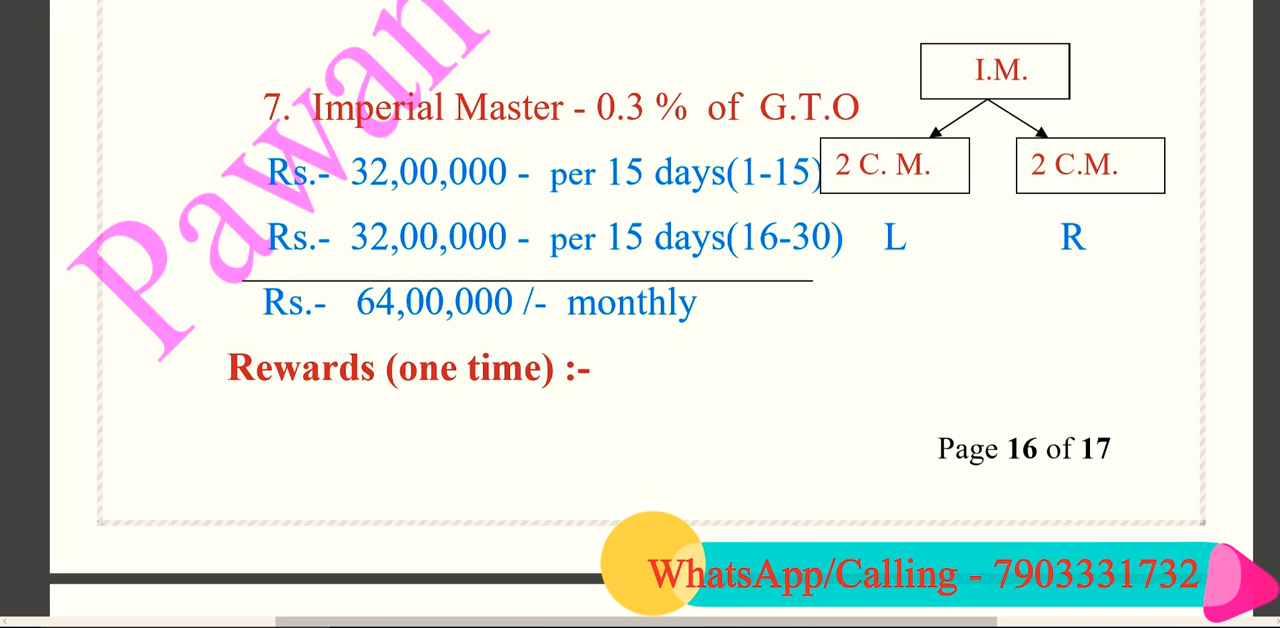 Pawan
I.M.
7. Imperial Master - 0.3 % of G.T.O
Rs.- 32,00,000 - per 15 days(1-15)
2 C. M.
2 C.M.
Rs.- 32,00,000 - per 15 days(16-30)
L
R
Rs.- 64,00,000 /- monthly
Rewards (one time) :-
Page 16 of 17
WhatsApp/Calling - 7903331732